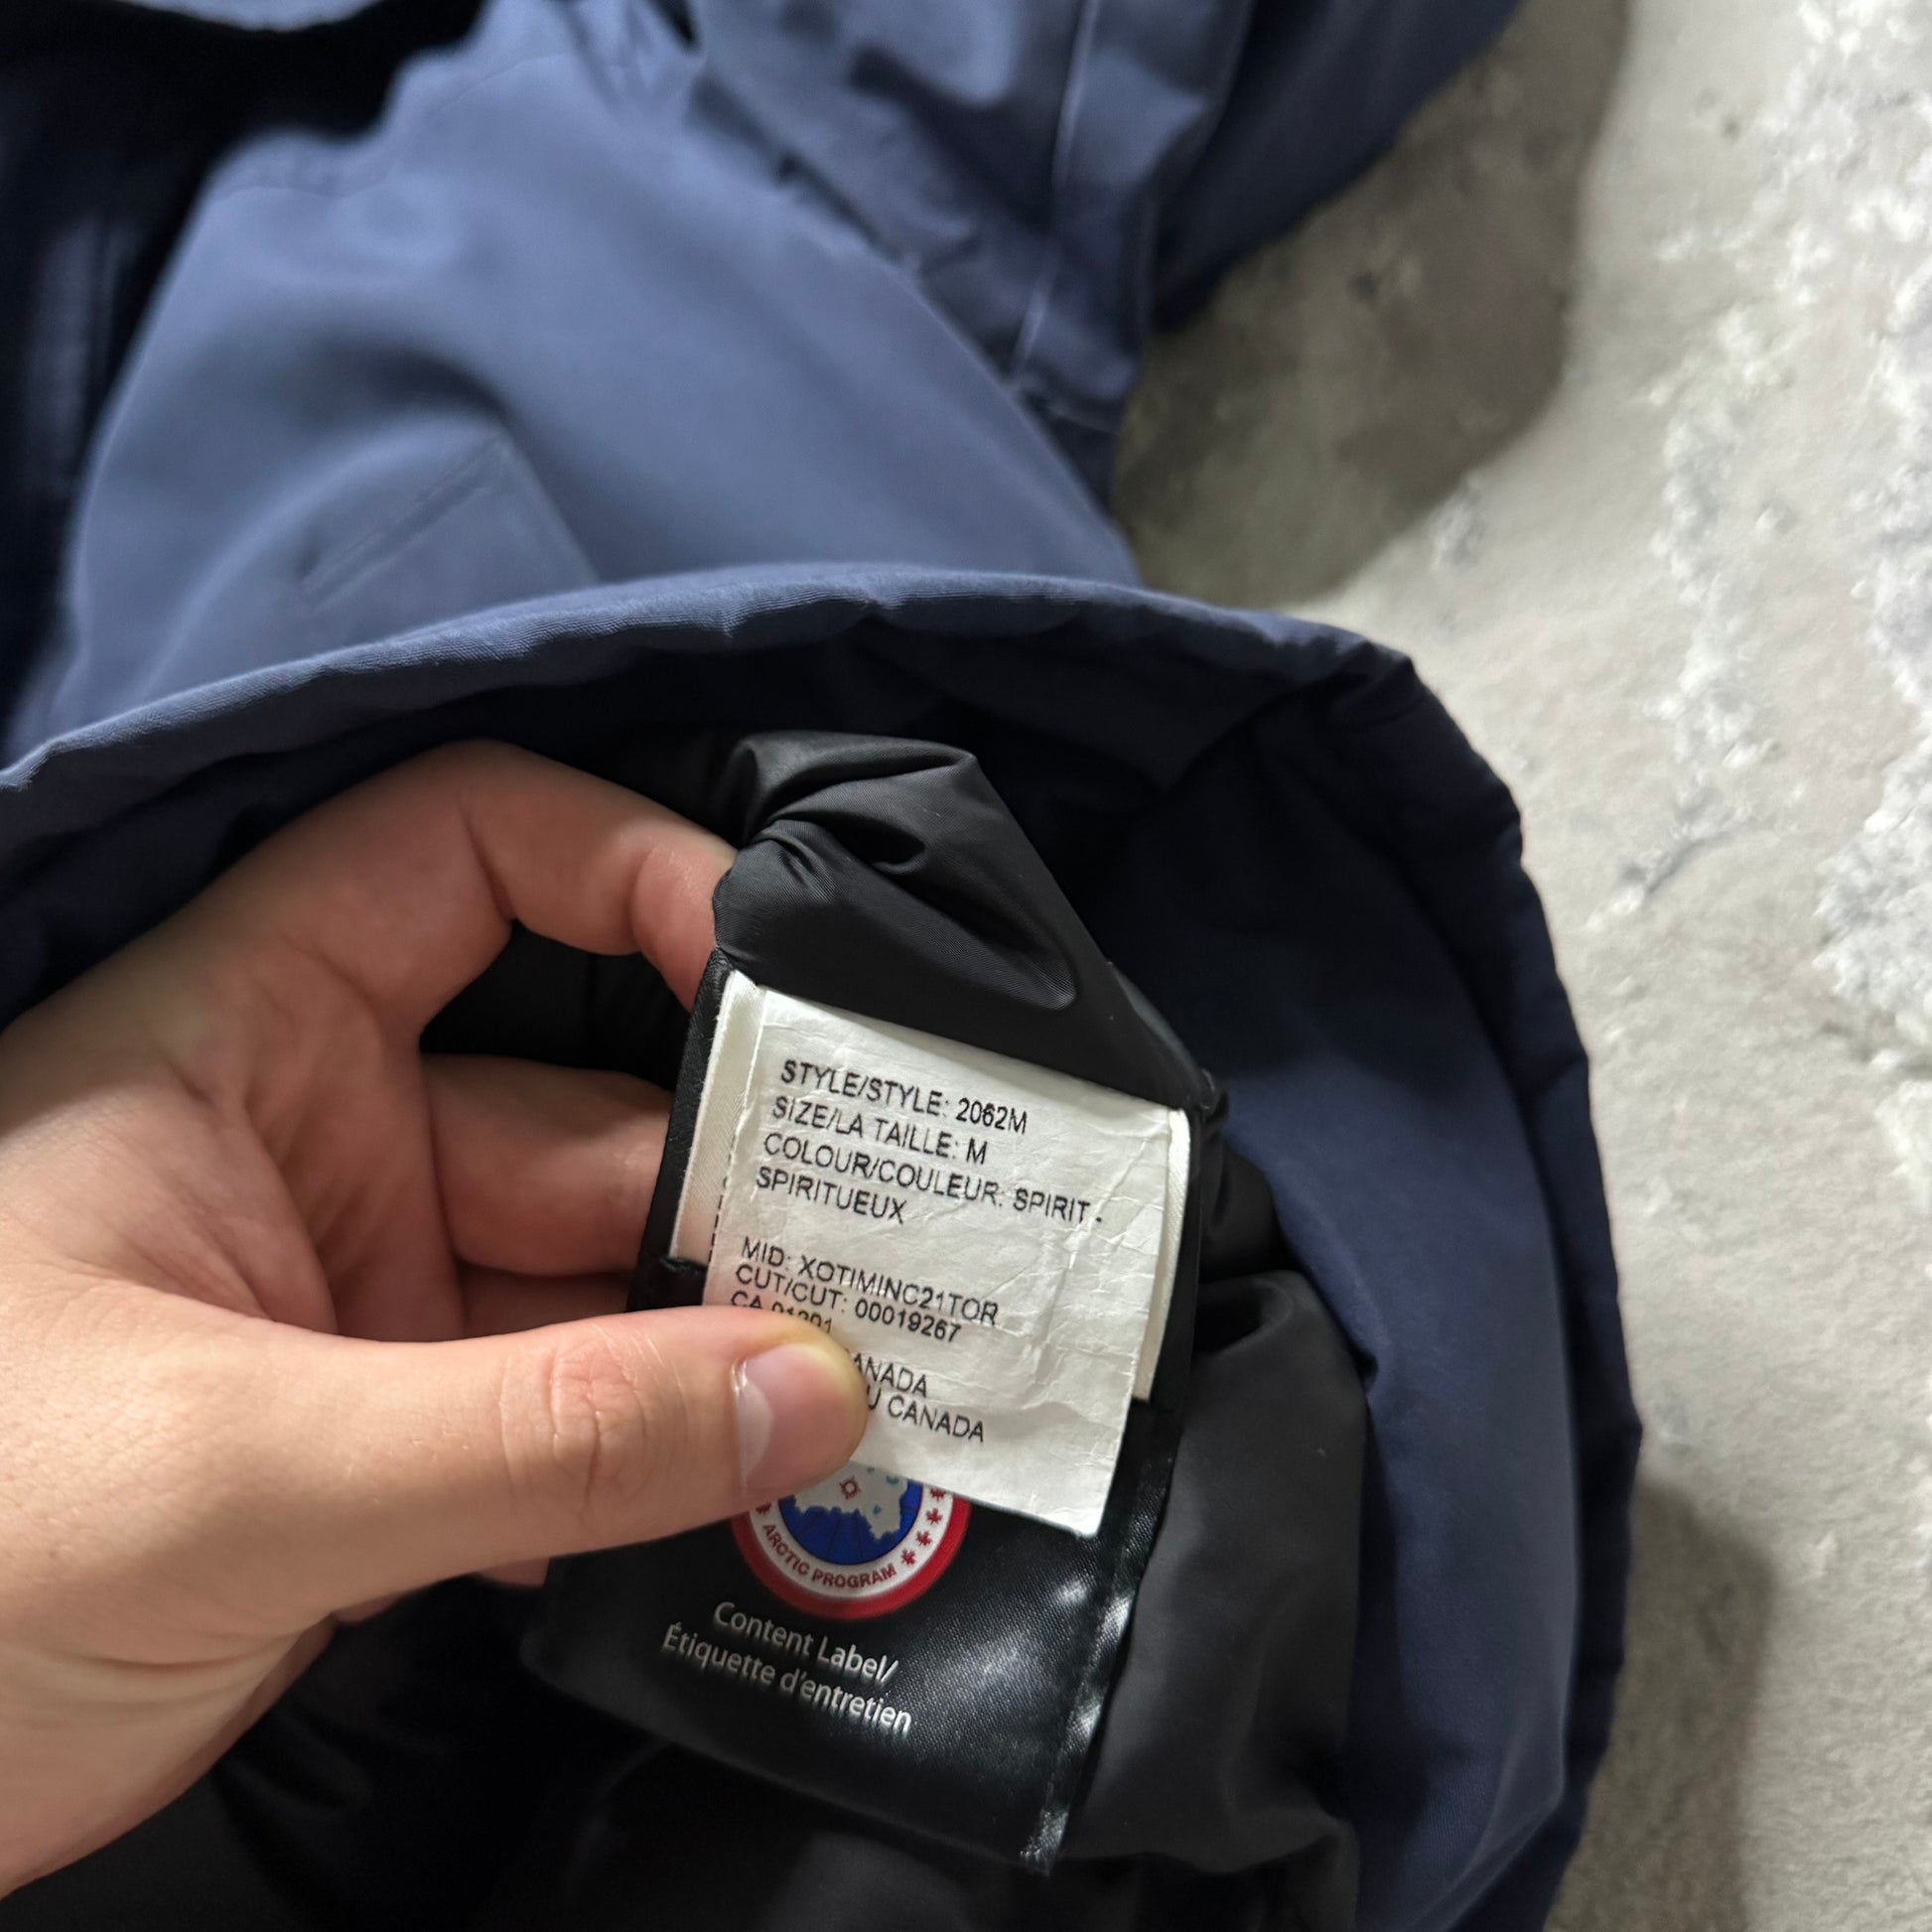 STYLE/STYLE: 2062M
SIZE/LA TAILLE: M
COLOUR/COULEUR: SPIRIT -
SPIRITUEUX
MID: XOTIMINC21TOR
CUT/CUT: 00019267
CA
CANADA
ARCTIC PROGRAM
Content Label/
Étiquette d'entretien